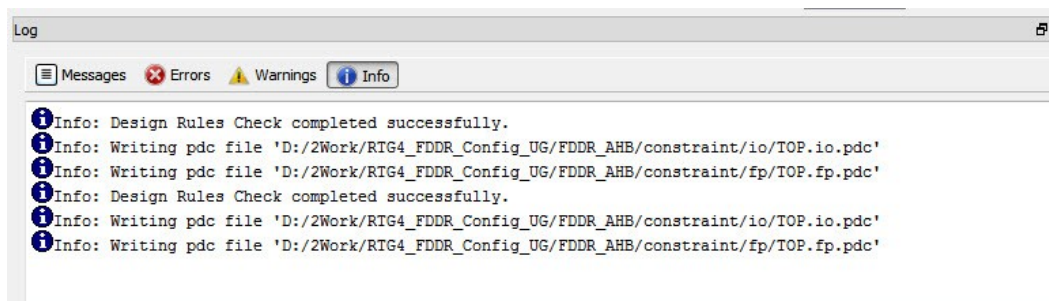 Log
Messages Errors Warnings Info
Info: Design Rules Check completed successfully.
Info: Writing pdc file 'D:/2Work/RTG4_FDDR_Config_UG/FDDR_AHB/constraint/io/TOP.io.pdc'
Info: Writing pdc file 'D:/2Work/RTG4_FDDR_Config_UG/FDDR_AHB/constraint/fp/TOP.fp.pdc'
Info: Design Rules Check completed successfully.
Info: Writing pdc file 'D:/2Work/RTG4_FDDR_Config_UG/FDDR_AHB/constraint/io/TOP.io.pdc'
Info: Writing pdc file 'D:/2Work/RTG4_FDDR_Config_UG/FDDR_AHB/constraint/fp/TOP.fp.pdc'